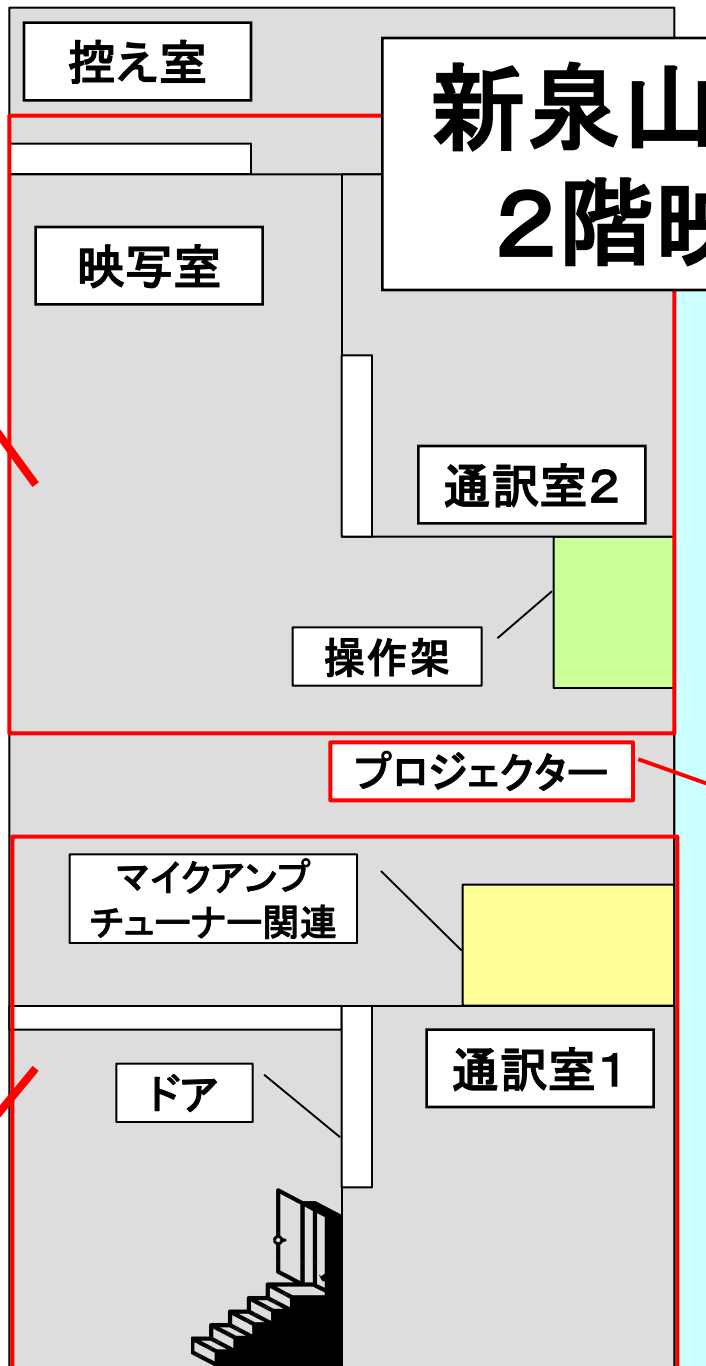 控え室
新泉山
２階映
映写室
通訳室２
操作架
プロジェクター
マイクアンプ
チューナー関連
通訳室１
ドア